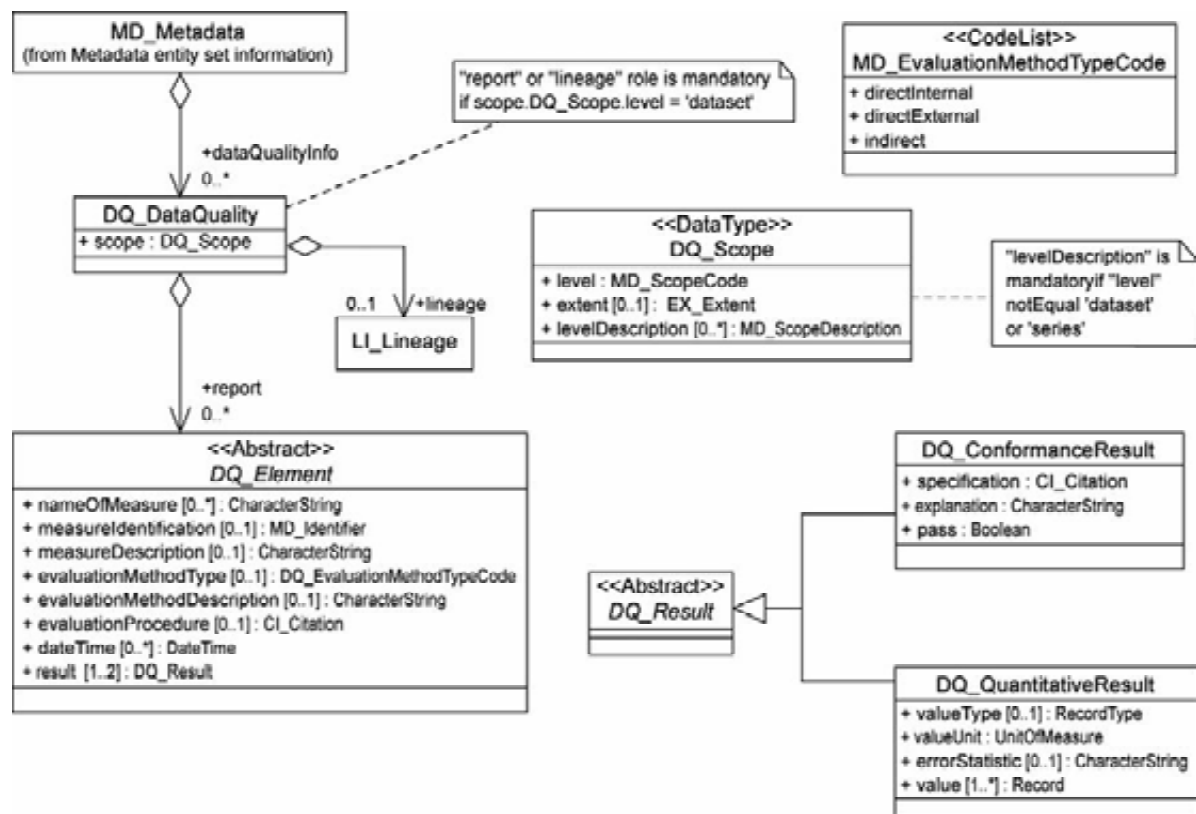 MD_Metadata
(from Metadata entity set information)
"report" or "lineage" role is mandatory
if scope.DQ_Scope.level = 'dataset'
<<CodeList>>
MD_EvaluationMethodTypeCode
+ directInternal
+ directExternal
+ indirect
+dataQualityInfo
0..*
DQ_DataQuality
+ scope : DQ_Scope
0..1
+lineage
LI_Lineage
<<DataType>>
DQ_Scope
+ level : MD_ScopeCode
+ extent [0..1] : EX_Extent
+ levelDescription [0..*] : MD_ScopeDescription
"levelDescription" is
mandatoryif "level"
notEqual 'dataset'
or 'series'
+report
0..*
<<Abstract>>
DQ_Element
+ nameOfMeasure [0..*] : CharacterString
+ measureIdentification [0..1] : MD_Identifier
+ measureDescription [0..1] : CharacterString
+ evaluationMethodType [0..1] : DQ_EvaluationMethodTypeCode
+ evaluationMethodDescription [0..1] : CharacterString
+ evaluationProcedure [0..1] : CI_Citation
+ dateTime [0..*] : DateTime
+ result [1..2] : DQ_Result
<<Abstract>>
DQ_Result
DQ_ConformanceResult
+ specification : CI_Citation
+ explanation : CharacterString
+ pass : Boolean
DQ_QuantitativeResult
+ valueType [0..1] : RecordType
+ valueUnit : UnitOfMeasure
+ errorStatistic [0..1] : CharacterString
+ value [1..*] : Record